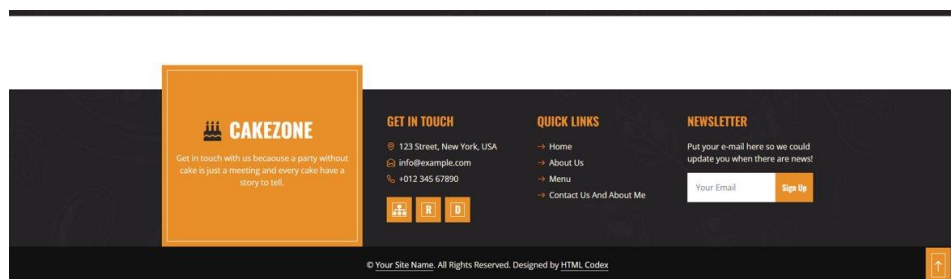 CAKEZONE
Get in touch with us becaouse a party without
cake is just a meeting and every cake have a
story to tell.
GET IN TOUCH
123 Street, New York, USA
info@example.com
+012 345 67890
R D
QUICK LINKS
→ Home
→ About Us
→ Menu
→ Contact Us And About Me
NEWSLETTER
Put your e-mail here so we could
update you when there are news!
Your Email Sign Up
© Your Site Name. All Rights Reserved. Designed by HTML Codex